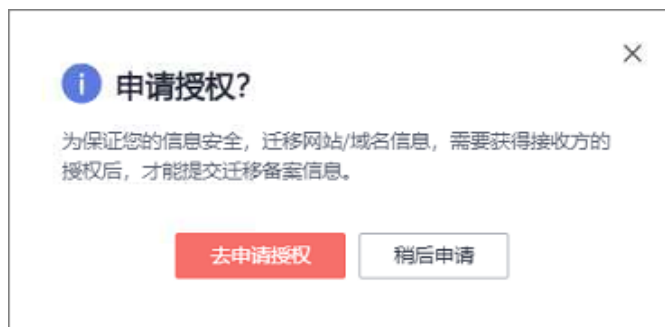 申请授权?
为保证您的信息安全，迁移网站/域名信息，需要获得接收方的
授权后，才能提交迁移备案信息。
去申请授权
稍后申请